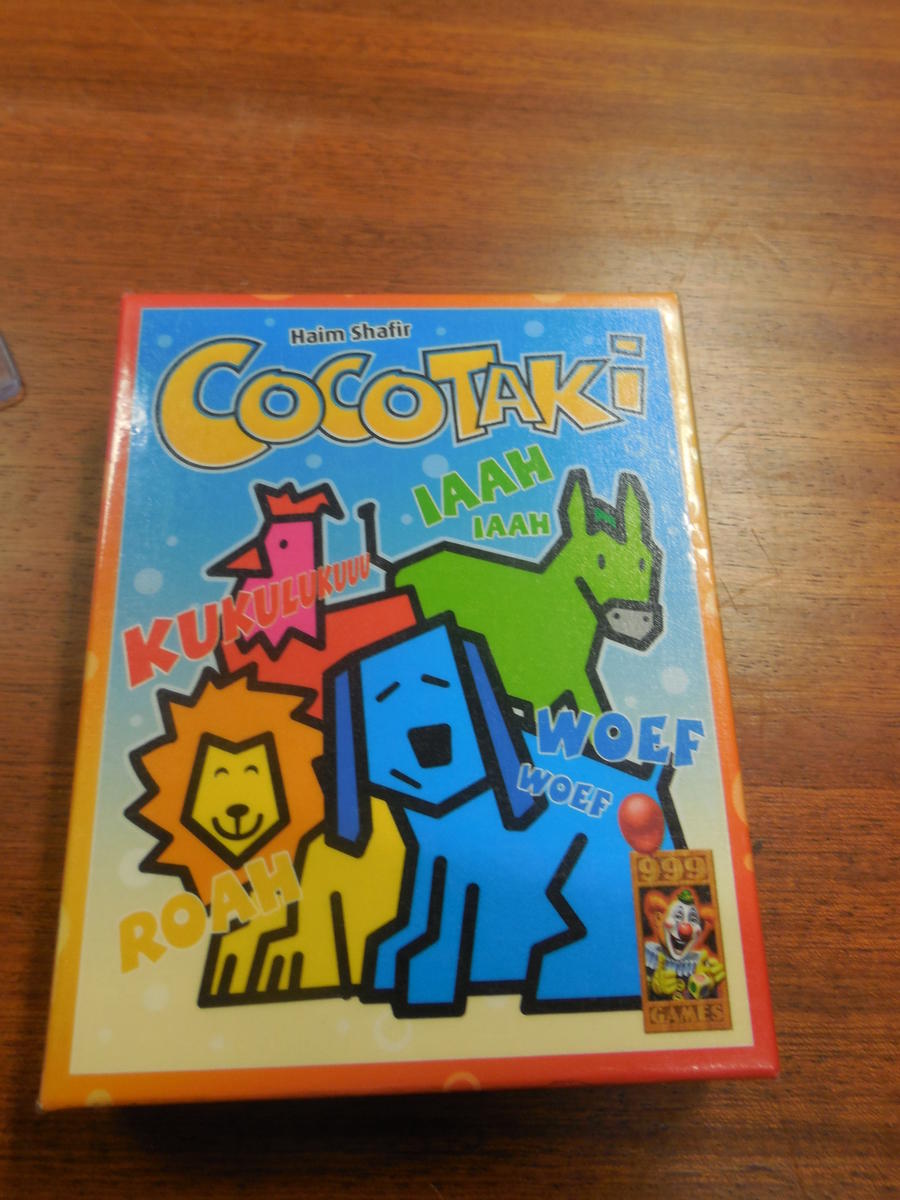 Haim Shafir
COCOTAKi
IAAH
IAAH
KUKULUKUUU
WOEF
WOEF
ROAH
999
GAMES